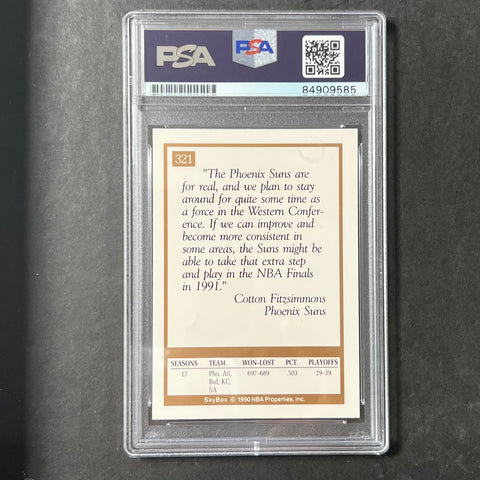 PSA
PSA
84909585
321
"The Phoenix Suns are
for real, and we plan to stay
around for quite some time as
a force in the Western Confer-
ence. If we can improve and
become more consistent in
some areas, the Suns might be
able to take that extra step
and play in the NBA Finals
in 1991."
Cotton Fitzsimmons
Phoenix Suns
SEASONS TEAM WON-LOST PCT. PLAYOFFS
17 Pho, Atl, 697-689 .503 29-39
Buf, KC,
SA
SkyBox © 1990 NBA Properties, Inc.